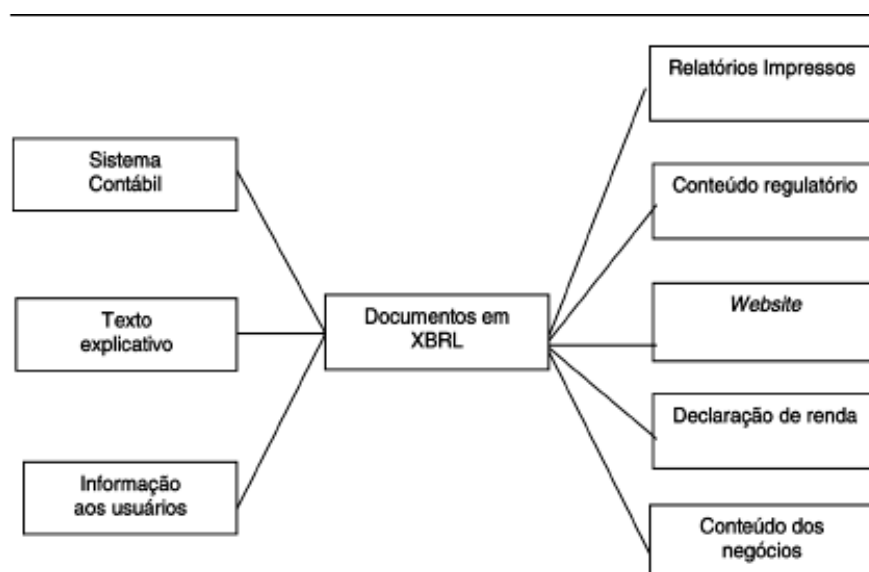 Sistema
Contábil
Texto
explicativo
Informação
aos usuários
Documentos em
XBRL
Relatórios Impressos
Conteúdo regulatório
Website
Declaração de renda
Conteúdo dos
negócios